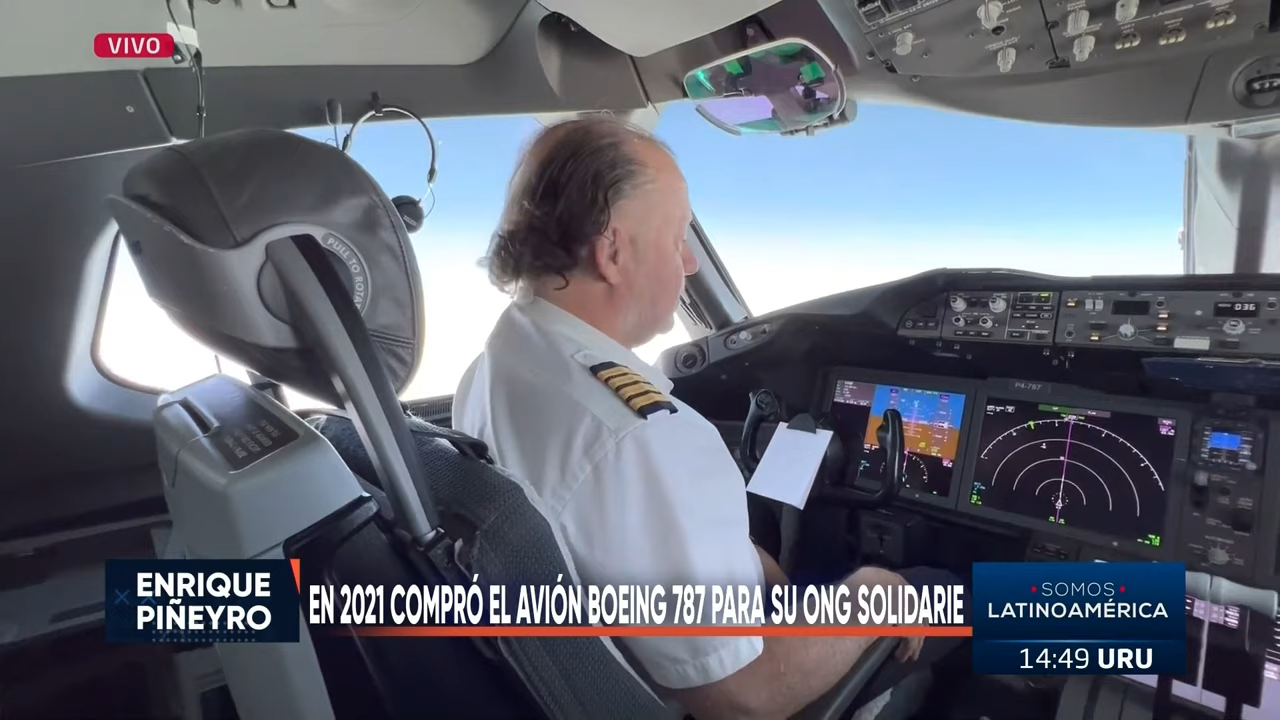 VIVO
PULL TO ROTATE
036
P4-787
ENRIQUE
PIÑEYRO
EN 2021 COMPRÓ EL AVIÓN BOEING 787 PARA SU ONG SOLIDARIE
SOMOS
LATINOAMÉRICA
14:49 URU